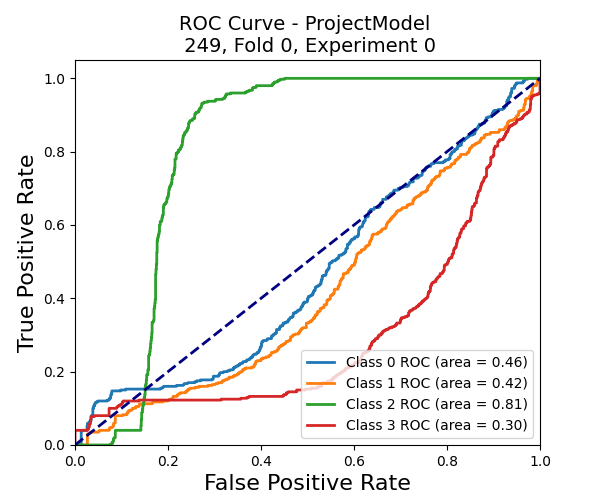 ROC Curve - ProjectModel
249, Fold 0, Experiment 0
True Positive Rate
1.0
0.8
0.6
0.4
0.2
0.0
Class 0 ROC (area = 0.46)
Class 1 ROC (area = 0.42)
Class 2 ROC (area = 0.81)
Class 3 ROC (area = 0.30)
0.0 0.2 0.4 0.6 0.8 1.0
False Positive Rate